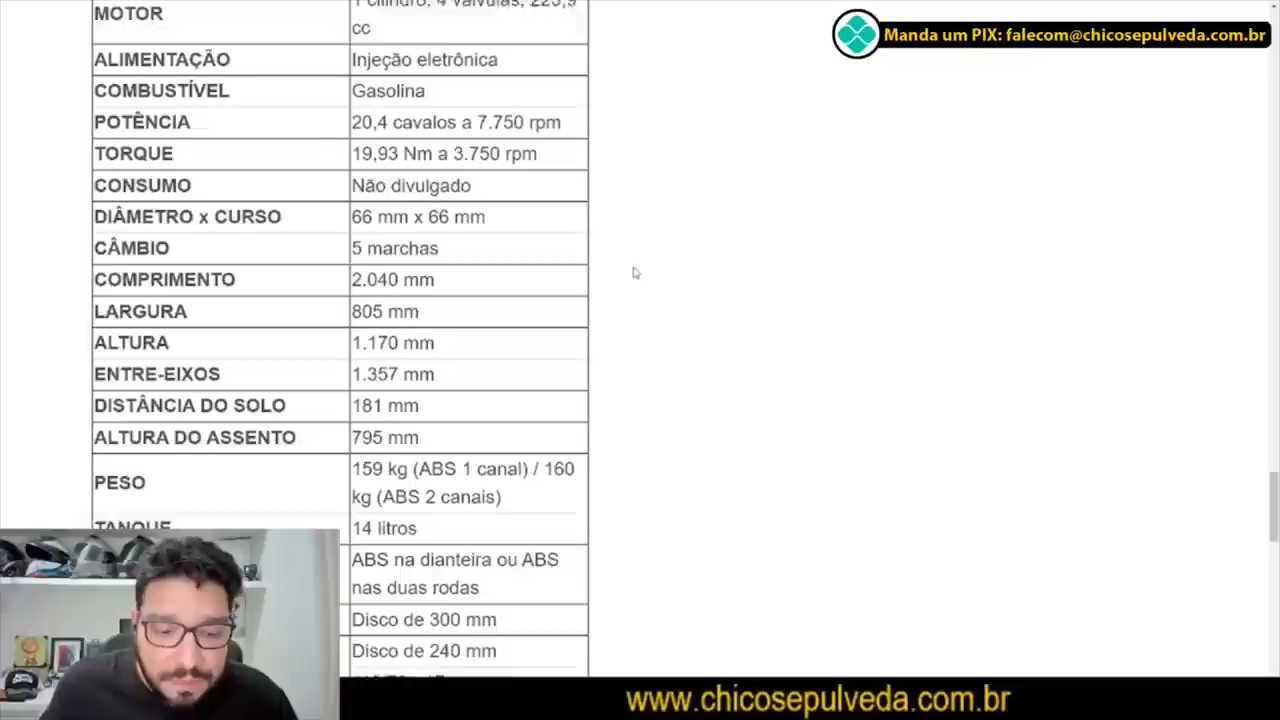 Manda um PIX: falecom@chicosepulveda.com.br
MOTOR
1 cilindro, 4 válvulas, 223,9
cc
ALIMENTAÇÃO Injeção eletrônica
COMBUSTÍVEL Gasolina
POTÊNCIA 20,4 cavalos a 7.750 rpm
TORQUE 19,93 Nm a 3.750 rpm
CONSUMO Não divulgado
DIÂMETRO x CURSO 66 mm x 66 mm
CÂMBIO 5 marchas
COMPRIMENTO 2.040 mm
LARGURA 805 mm
ALTURA 1.170 mm
ENTRE-EIXOS 1.357 mm
DISTÂNCIA DO SOLO 181 mm
ALTURA DO ASSENTO 795 mm
PESO
159 kg (ABS 1 canal) / 160
kg (ABS 2 canais)
TANQUE 14 litros
ABS na dianteira ou ABS
nas duas rodas
Disco de 300 mm
Disco de 240 mm
www.chicosepulveda.com.br